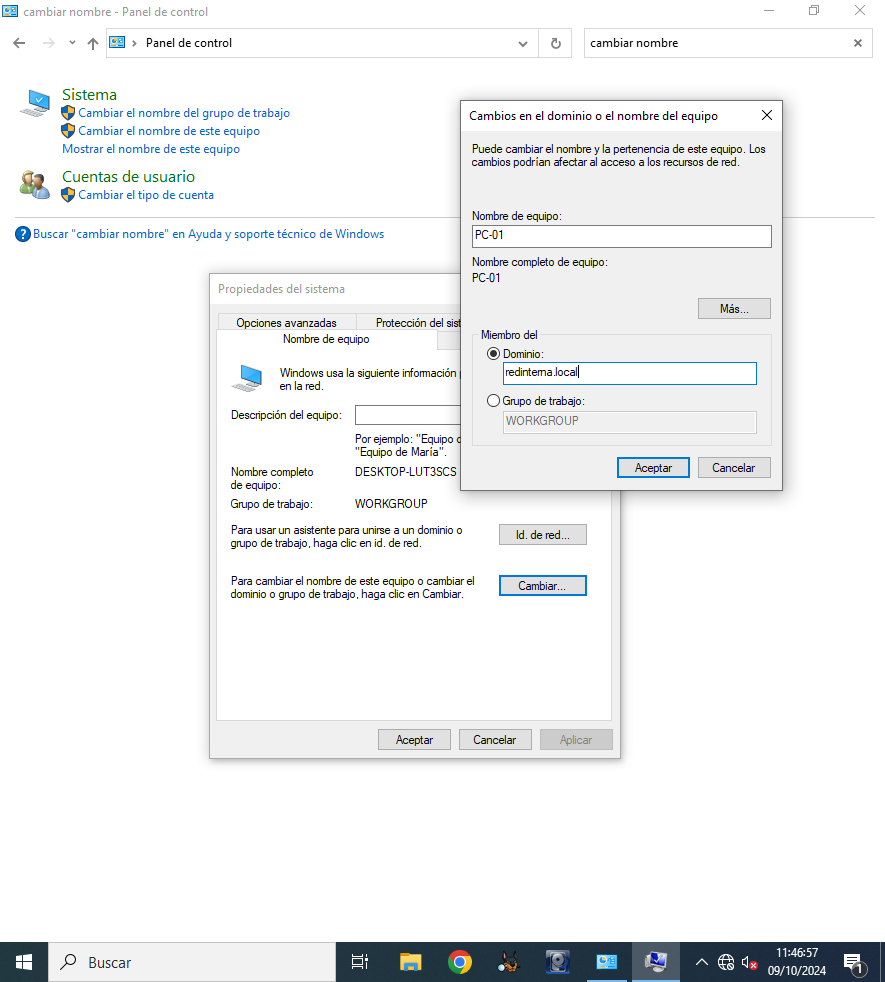 cambiar nombre - Panel de control
Panel de control
cambiar nombre
Sistema
Cambiar el nombre del grupo de trabajo
Cambiar el nombre de este equipo
Mostrar el nombre de este equipo
Cuentas de usuario
Cambiar el tipo de cuenta
Buscar "cambiar nombre" en Ayuda y soporte técnico de Windows
Cambios en el dominio o el nombre del equipo
Puede cambiar el nombre y la pertenencia de este equipo. Los
cambios podrían afectar al acceso a los recursos de red.
Nombre de equipo:
PC-01
Nombre completo de equipo:
PC-01
Más...
Miembro del
Dominio:
redinterna.local
Grupo de trabajo:
WORKGROUP
Aceptar
Cancelar
Propiedades del sistema
Opciones avanzadas
Protección del sist
Nombre de equipo
Windows usa la siguiente información
en la red.
Descripción del equipo:
Por ejemplo: "Equipo d
"Equipo de María".
Nombre completo
de equipo:
DESKTOP-LUT3SCS
Grupo de trabajo:
WORKGROUP
Para usar un asistente para unirse a un dominio o
grupo de trabajo, haga clic en id. de red.
Id. de red...
Para cambiar el nombre de este equipo o cambiar el
dominio o grupo de trabajo, haga clic en Cambiar.
Cambiar...
Aceptar
Cancelar
Aplicar
Buscar
11:46:57
09/10/2024
1